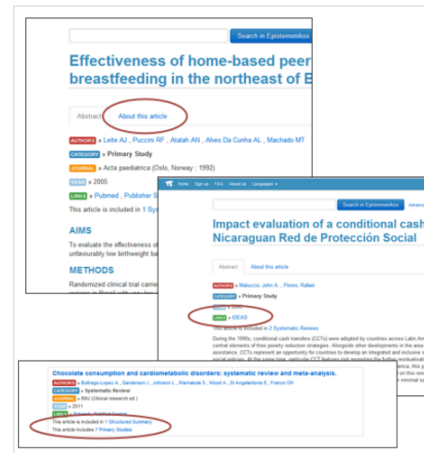 Search in Epistemonikos
Effectiveness of home-based peer
breastfeeding in the northeast of B
Abstract About this article
AUTHORS » Leite AJ , Puccini RF , Atalah AN , Alves Da Cunha AL , Machado MT
CATEGORY » Primary Study
JOURNAL » Acta paediatrica (Oslo, Norway : 1992)
YEAR » 2005
LINKS » Pubmed , Publisher S
This article is included in 1 Sys
AIMS
To evaluate the effectiveness of
unfavourably low birthweight ba
METHODS
Randomized clinical trial carrie
Home Sign up FAQ About us Languages
Search in Epistemonikos Advanc
Impact evaluation of a conditional cash
Nicaraguan Red de Protección Social
Abstract About this article
AUTHORS » Maluccio, John A. , Flores, Rafael
CATEGORY » Primary Study
LINKS » IDEAS
This article is included in 2 Systematic Reviews
During the 1990s, conditional cash transfers (CCTs) were adopted by countries across Latin Am
central elements of their poverty reduction strategies. Alongside other developments in the area
assistance, CCTs represent an opportunity for countries to develop an integrated and inclusive s
Chocolate consumption and cardiometabolic disorders: systematic review and meta-analysis.
AUTHORS » Buitrago-Lopez A , Sanderson J , Johnson L , Warnakula S , Wood A , Di Angelantonio E , Franco OH
CATEGORY » Systematic Review
JOURNAL » BMJ (Clinical research ed.)
YEAR » 2011
This article is included in 1 Structured Summary
This article includes 7 Primary Studies